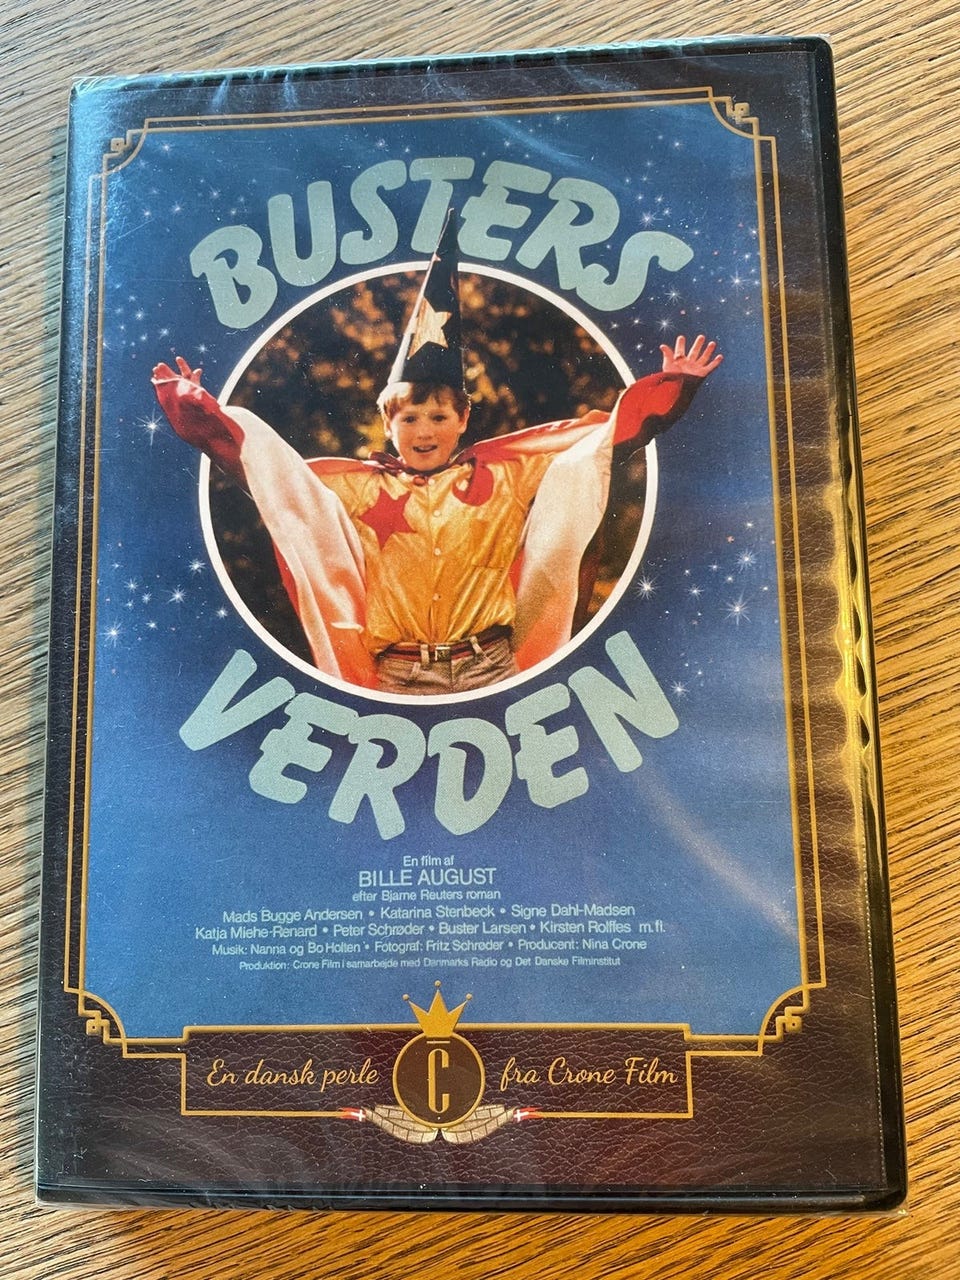 BUSTERS
VERDEN
En film af
BILLE AUGUST
efter Bjarne Reuters roman
Mads Bugge Andersen • Katarina Stenbeck • Signe Dahl-Madsen
Katja Miehe-Renard • Peter Schrøder • Buster Larsen • Kirsten Rolffes m.fl.
Musik: Nanna og Bo Holten • Fotograf: Fritz Schrøder • Producent: Nina Crone
Produktion: Crone Film i samarbejde med Danmarks Radio og Det Danske Filminstitut
En dansk perle C fra Crone Film